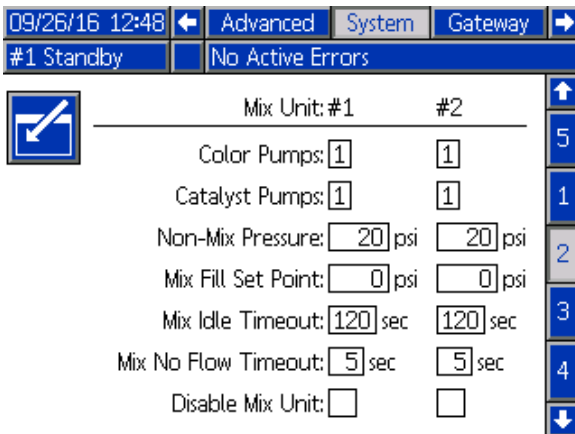 09/26/16 12:48 Advanced System Gateway
#1 Standby No Active Errors
Mix Unit: #1 #2
5
Color Pumps: 1 1
Catalyst Pumps: 1 1
1
Non-Mix Pressure: 20 psi 20 psi
2
Mix Fill Set Point: 0 psi 0 psi
Mix Idle Timeout: 120 sec 120 sec
3
Mix No Flow Timeout: 5 sec 5 sec
4
Disable Mix Unit: